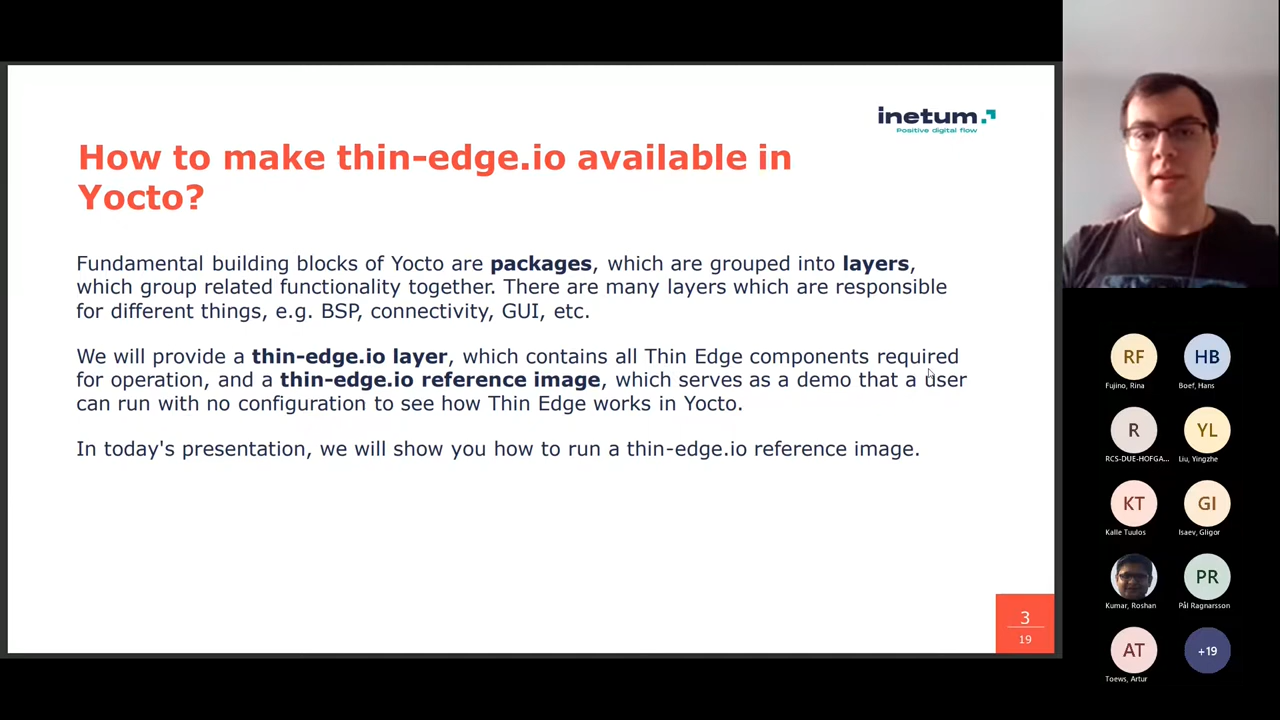 inetum
Positive digital flow
How to make thin-edge.io available in
Yocto?
Fundamental building blocks of Yocto are packages, which are grouped into layers,
which group related functionality together. There are many layers which are responsible
for different things, e.g. BSP, connectivity, GUI, etc.
We will provide a thin-edge.io layer, which contains all Thin Edge components required
for operation, and a thin-edge.io reference image, which serves as a demo that a user
can run with no configuration to see how Thin Edge works in Yocto.
In today's presentation, we will show you how to run a thin-edge.io reference image.
3
19
RF
HB
Fujino, Rina
Boef, Hans
R
YL
RCS-DUE-HOFGA...
Liu, Yingzhe
KT
GI
Kalle Tuulos
Isaev, Gligor
PR
Kumar, Roshan
Pål Ragnarsson
AT
+19
Toews, Artur